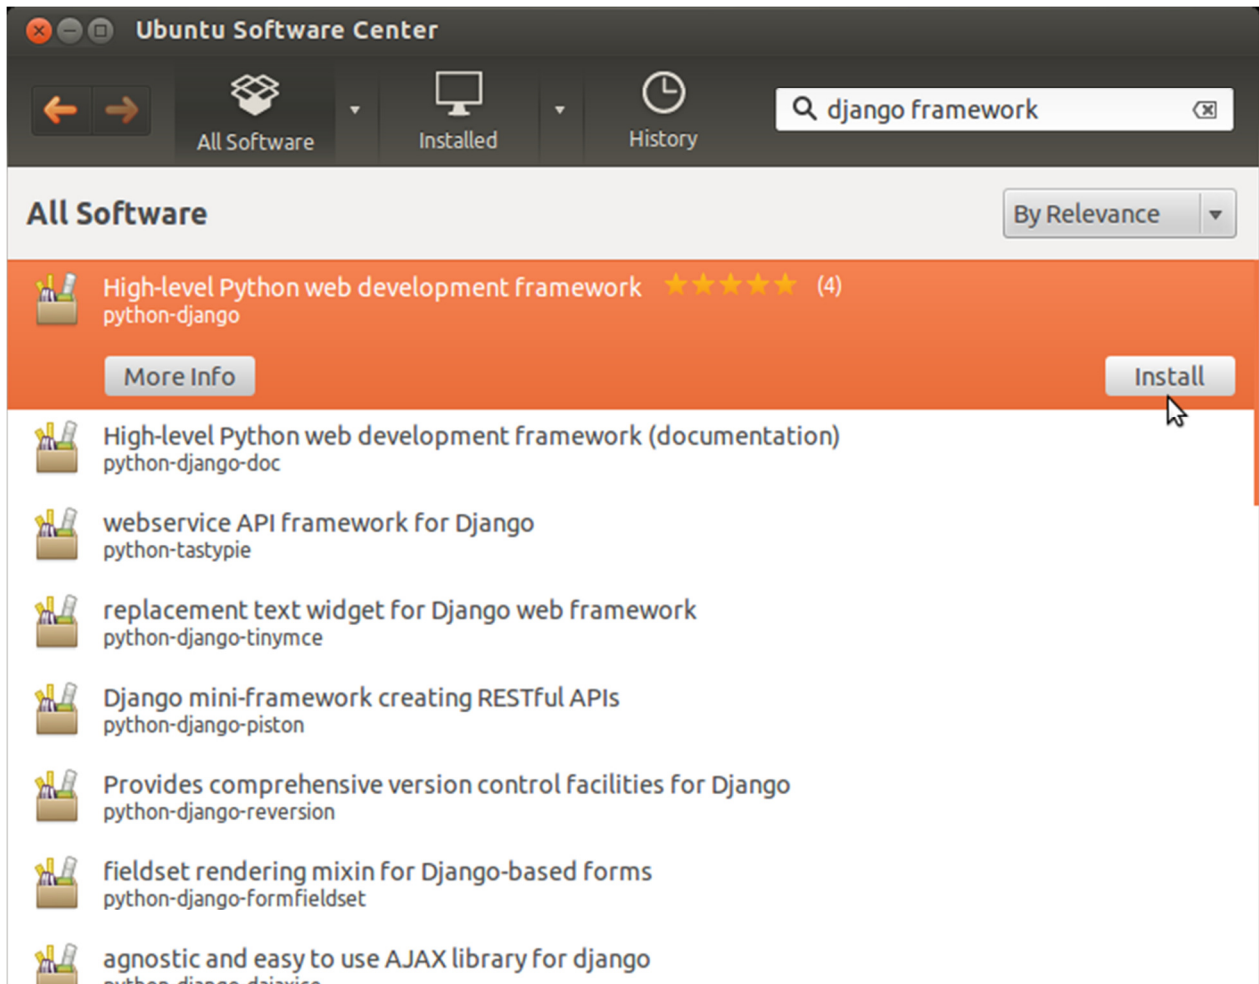 Ubuntu Software Center
All Software
Installed
History
django framework
All Software
By Relevance
High-level Python web development framework (4)
python-django
More Info
Install
High-level Python web development framework (documentation)
python-django-doc
webservice API framework for Django
python-tastypie
replacement text widget for Django web framework
python-django-tinymce
Django mini-framework creating RESTful APIs
python-django-piston
Provides comprehensive version control facilities for Django
python-django-reversion
fieldset rendering mixin for Django-based forms
python-django-formfieldset
agnostic and easy to use AJAX library for django
python-django-dajaxice